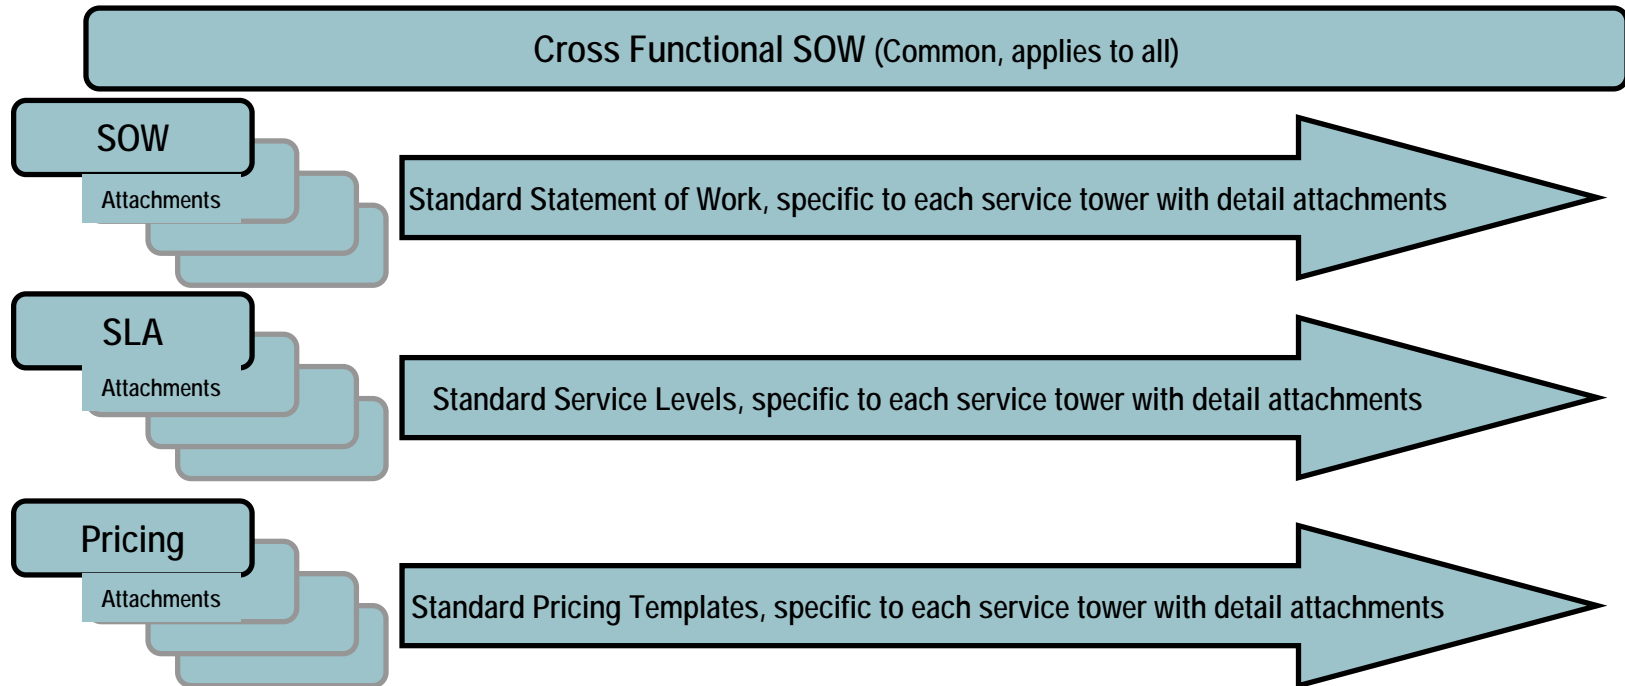 Cross Functional SOW (Common, applies to all)
SOW
Attachments
Standard Statement of Work, specific to each service tower with detail attachments
SLA
Attachments
Standard Service Levels, specific to each service tower with detail attachments
Pricing
Attachments
Standard Pricing Templates, specific to each service tower with detail attachments